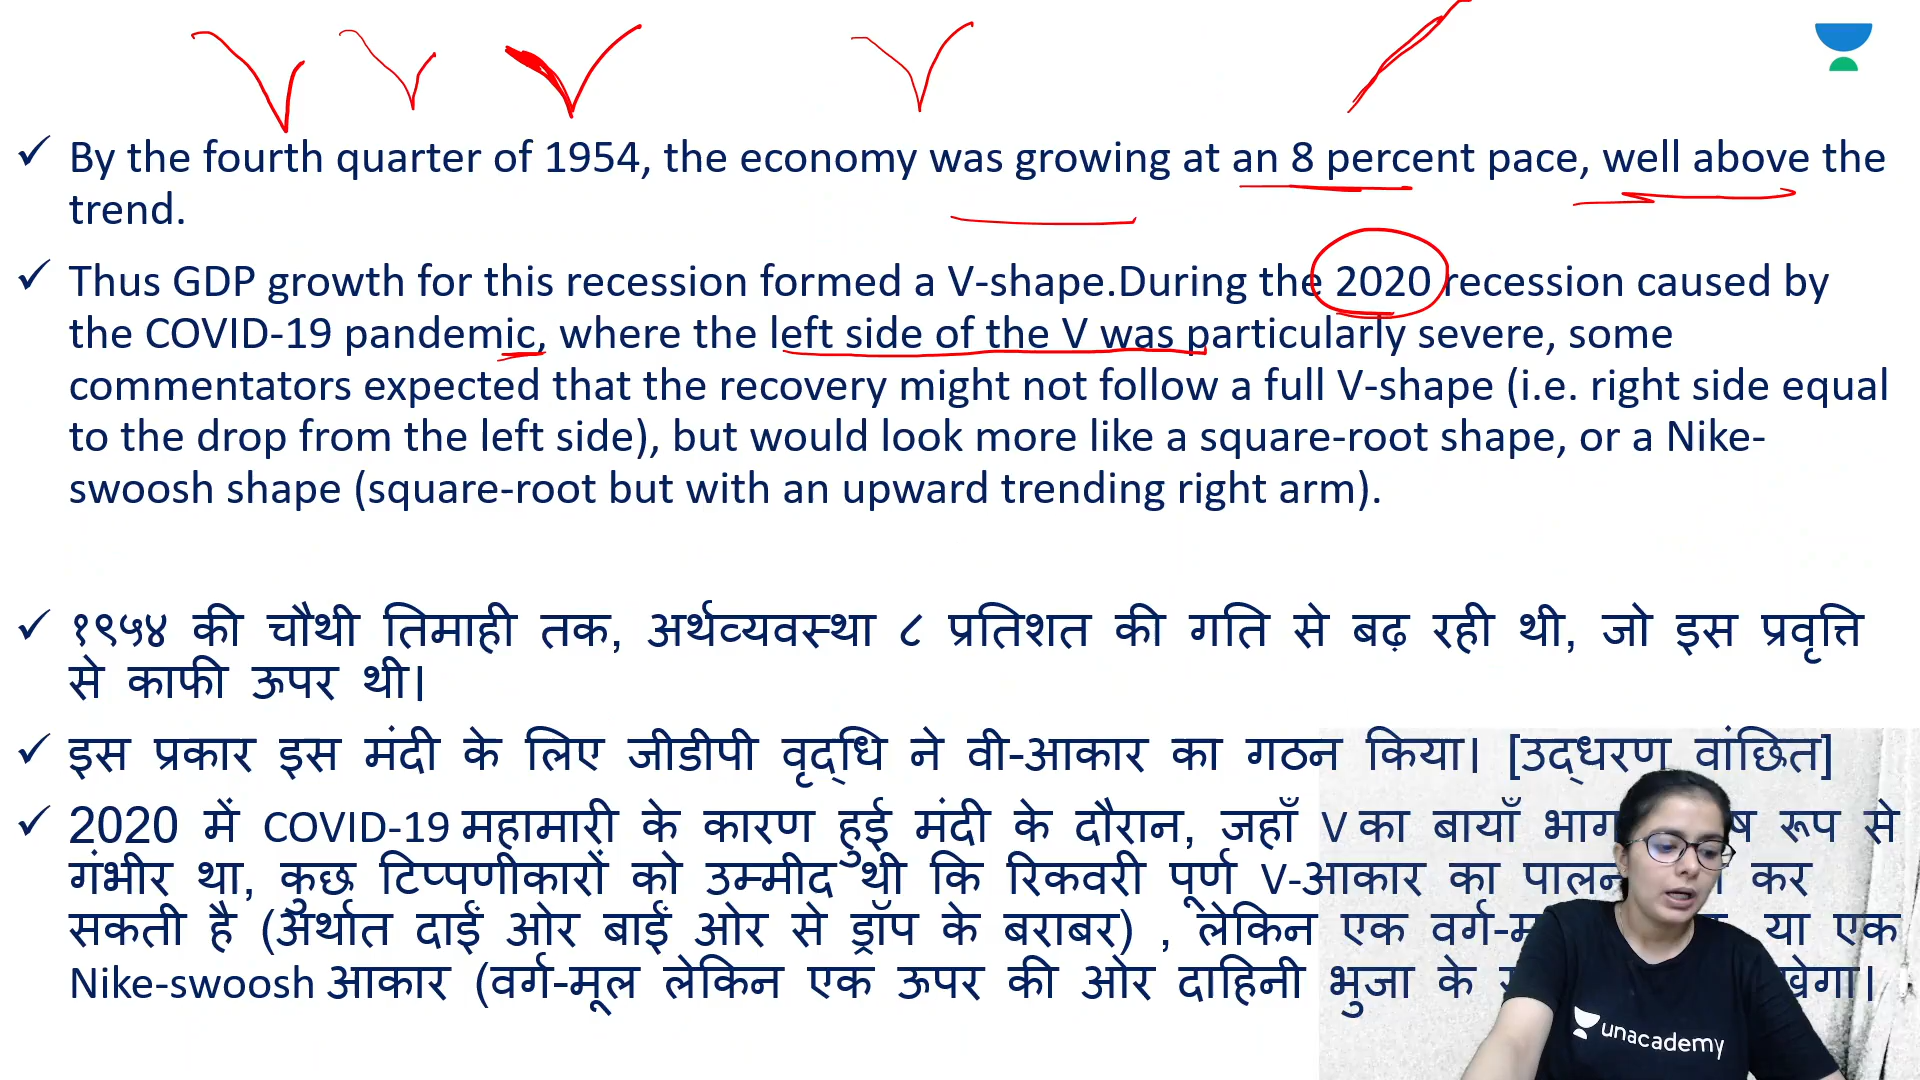 By the fourth quarter of 1954, the economy was growing at an 8 percent pace, well above the
trend.
Thus GDP growth for this recession formed a V-shape.During the 2020 recession caused by
the COVID-19 pandemic, where the left side of the V was particularly severe, some
commentators expected that the recovery might not follow a full V-shape (i.e. right side equal
to the drop from the left side), but would look more like a square-root shape, or a Nike-
swoosh shape (square-root but with an upward trending right arm).
१९५४ की चौथी तिमाही तक, अर्थव्यवस्था ८ प्रतिशत की गति से बढ़ रही थी, जो इस प्रवृत्ति
से काफी ऊपर थी।
इस प्रकार इस मंदी के लिए जीडीपी वृद्धि ने वी-आकार का गठन किया। [उद्धरण वांछित]
2020 में COVID-19 महामारी के कारण हुई मंदी के दौरान, जहाँ V का बायाँ भाग रूप से
गंभीर था, कुछ टिप्पणीकारों को उम्मीद थी कि रिकवरी पूर्ण V-आकार का पालन कर
सकती है (अर्थात दाईं ओर बाईं ओर से ड्रॉप के बराबर) , लेकिन एक या एक
Nike-swoosh आकार (वर्ग-मूल लेकिन एक ऊपर की ओर दाहिनी भुजा के
unacademy